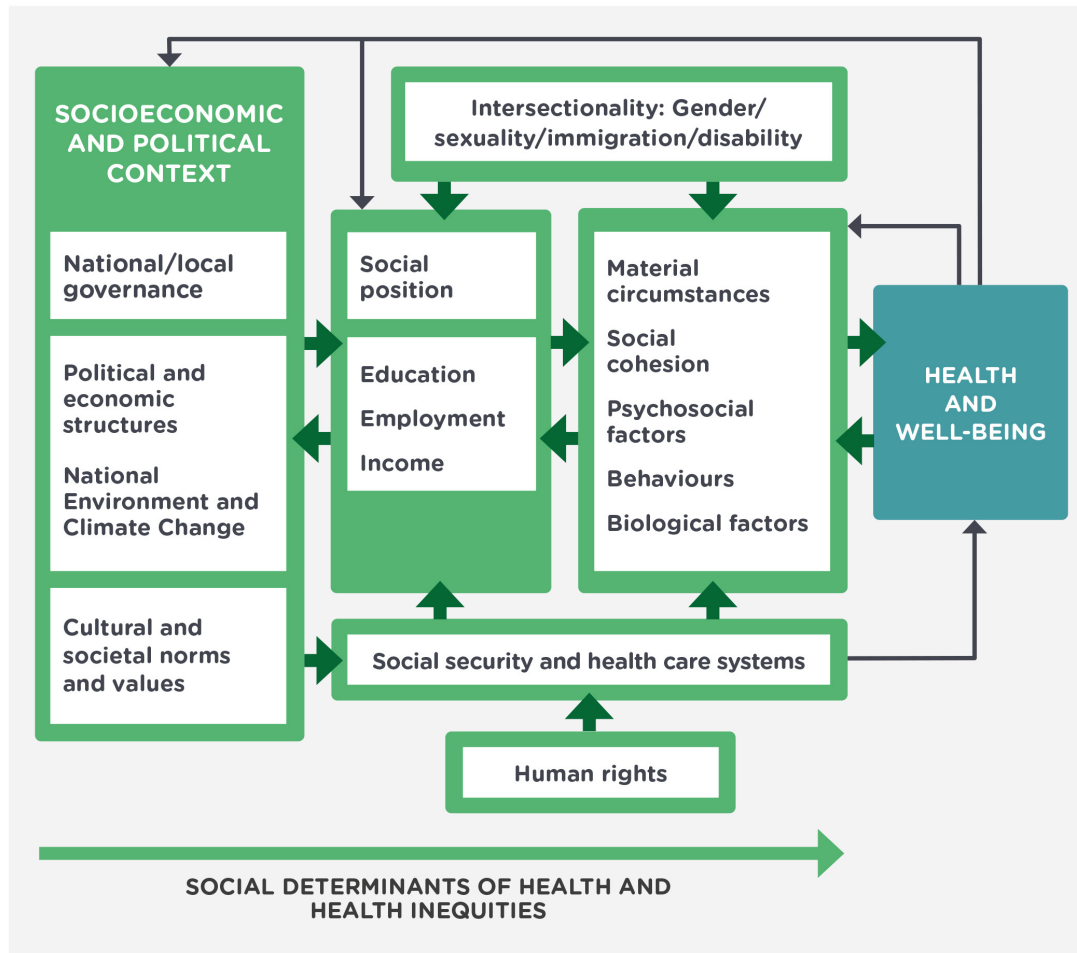 SOCIOECONOMIC
AND POLITICAL
CONTEXT
National/local
governance
Political and
economic
structures
National
Environment and
Climate Change
Cultural and
societal norms
and values
Intersectionality: Gender/
sexuality/immigration/disability
Social
position
Education
Employment
Income
Material
circumstances
Social
cohesion
Psychosocial
factors
Behaviours
Biological factors
HEALTH
AND
WELL-BEING
Social security and health care systems
Human rights
SOCIAL DETERMINANTS OF HEALTH AND
HEALTH INEQUITIES